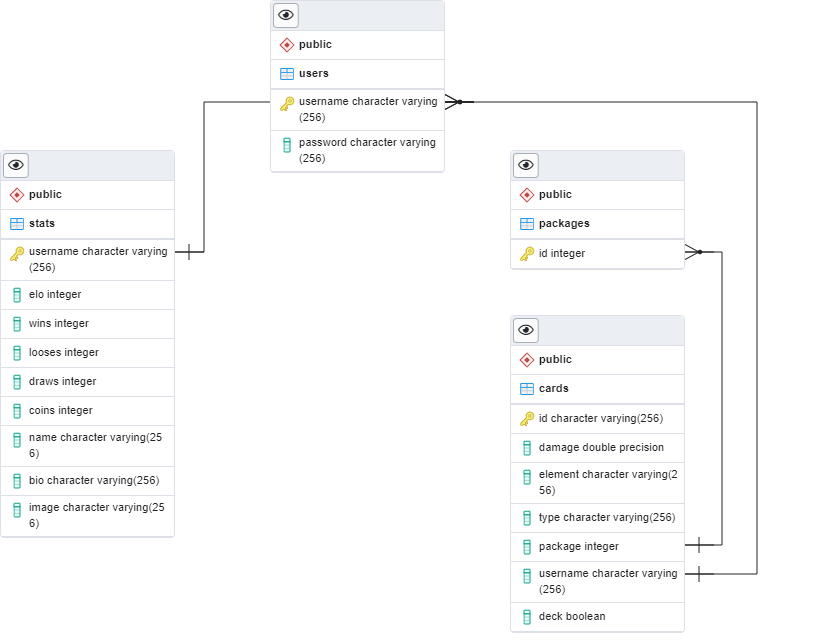 public
users
username character varying
(256)
password character varying
(256)
public
stats
username character varying
(256)
elo integer
wins integer
looses integer
draws integer
coins integer
name character varying(25
6)
bio character varying(256)
image character varying(25
6)
public
packages
id integer
public
cards
id character varying(256)
damage double precision
element character varying(2
56)
type character varying(256)
package integer
username character varying
(256)
deck boolean